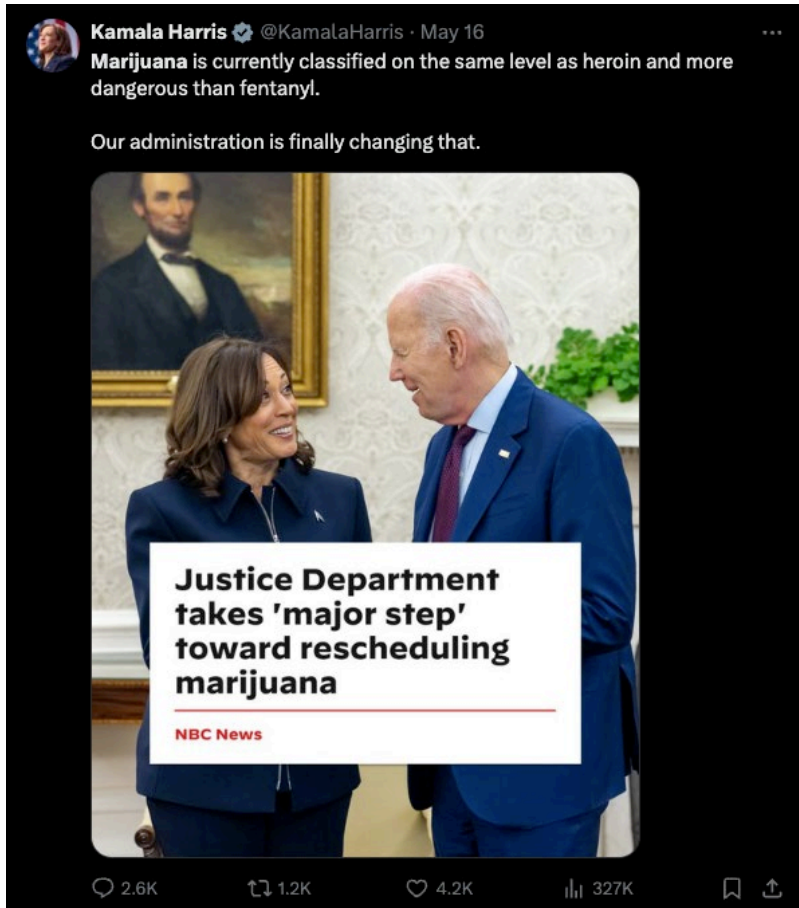 Kamala Harris @KamalaHarris · May 16
Marijuana is currently classified on the same level as heroin and more
dangerous than fentanyl.
Our administration is finally changing that.
Justice Department
takes 'major step'
toward rescheduling
marijuana
NBC News
2.6K 1.2K 4.2K 327K